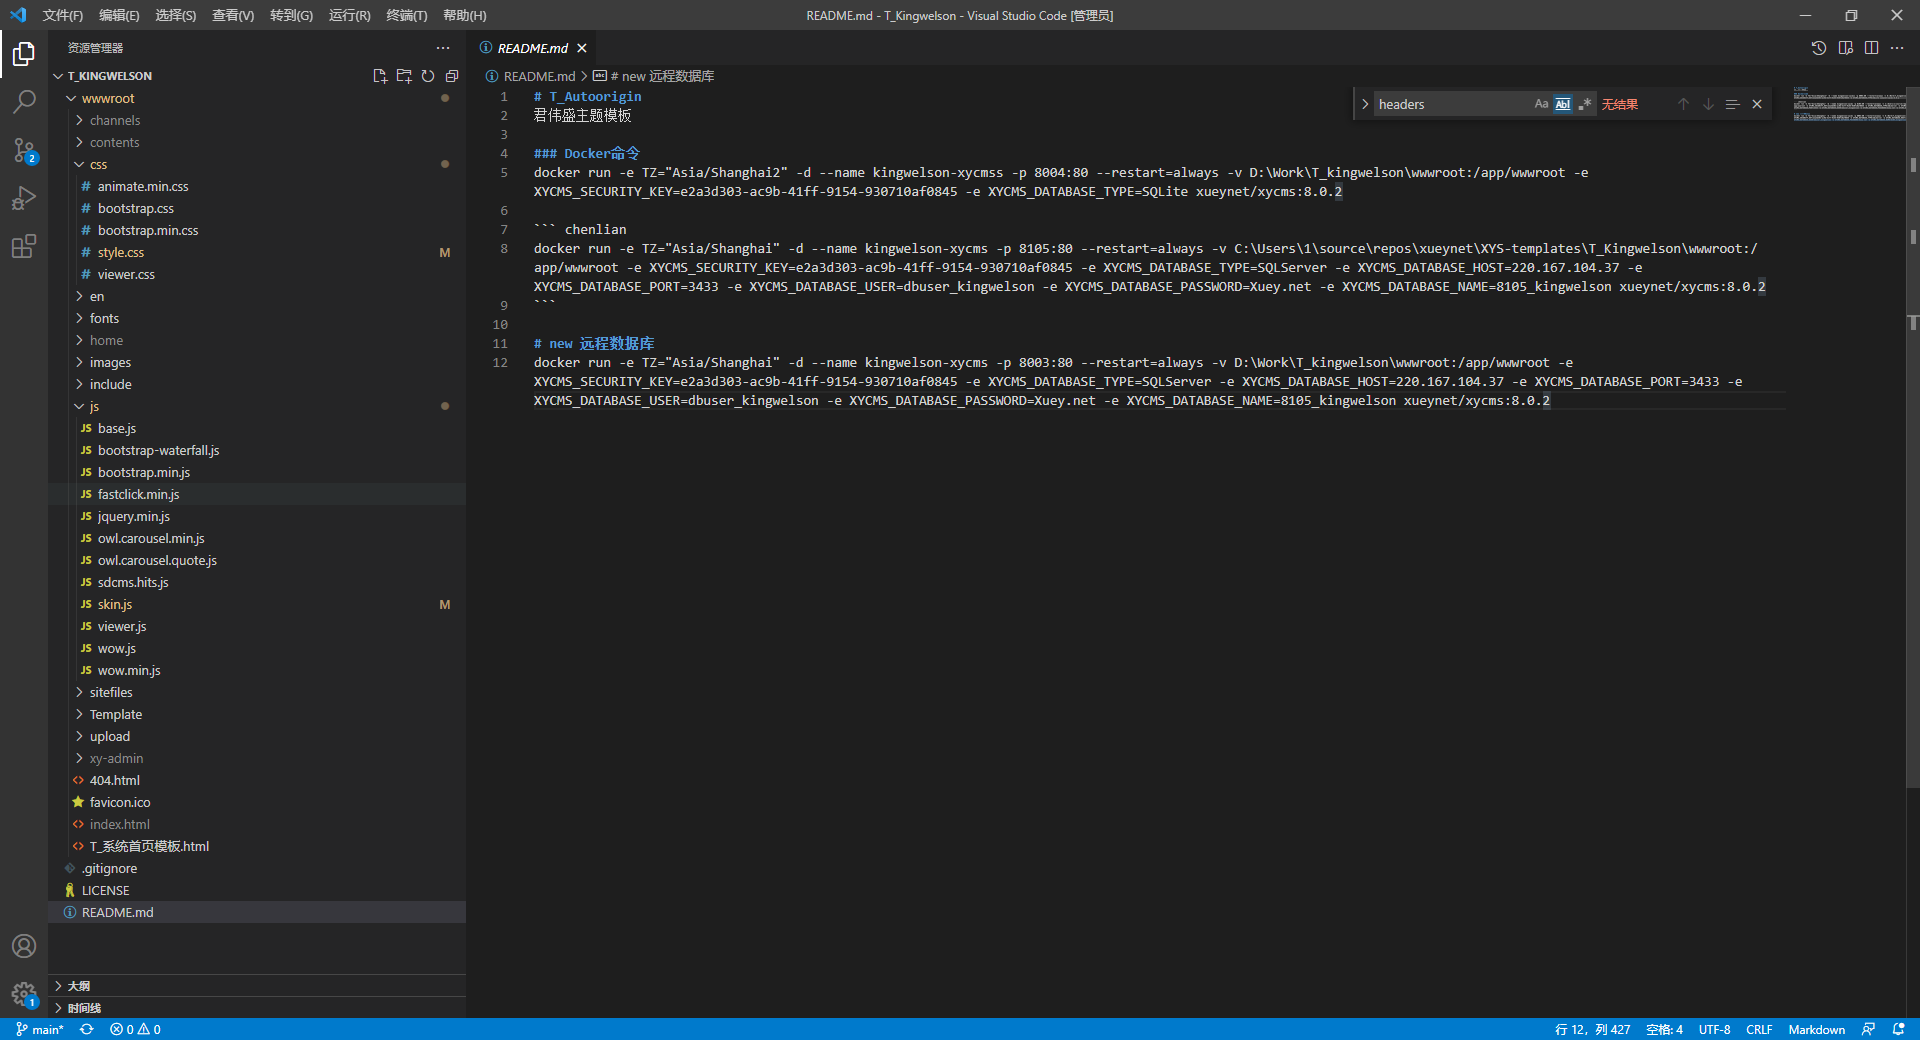 文件(F) 编辑(E) 选择(S) 查看(V) 转到(G) 运行(R) 终端(T) 帮助(H) README.md - T_Kingwelson - Visual Studio Code [管理员]
资源管理器
T_KINGWELSON
wwwroot
channels
contents
css
animate.min.css
bootstrap.css
bootstrap.min.css
style.css M
viewer.css
en
fonts
home
images
include
js
JS base.js
JS bootstrap-waterfall.js
JS bootstrap.min.js
JS fastclick.min.js
JS jquery.min.js
JS owl.carousel.min.js
JS owl.carousel.quote.js
JS sdcms.hits.js
JS skin.js M
JS viewer.js
JS wow.js
JS wow.min.js
sitefiles
Template
upload
xy-admin
404.html
favicon.ico
index.html
T_系统首页模板.html
.gitignore
LICENSE
README.md
大纲
时间线
2
1
README.md
README.md > # new 远程数据库
headers Aa Abl .* 无结果
1 # T_Autoorigin
2 君伟盛主题模板
3
4 ### Docker命令
5 docker run -e TZ="Asia/Shanghai2" -d --name kingwelson-xycmss -p 8004:80 --restart=always -v D:\Work\T_kingwelson\wwwroot:/app/wwwroot -e
XYCMS_SECURITY_KEY=e2a3d303-ac9b-41ff-9154-930710af0845 -e XYCMS_DATABASE_TYPE=SQLite xueynet/xycms:8.0.2
6
7 ``` chenlian
8 docker run -e TZ="Asia/Shanghai" -d --name kingwelson-xycms -p 8105:80 --restart=always -v C:\Users\1\source\repos\xueynet\XYS-templates\T_Kingwelson\wwwroot:/
app/wwwroot -e XYCMS_SECURITY_KEY=e2a3d303-ac9b-41ff-9154-930710af0845 -e XYCMS_DATABASE_TYPE=SQLServer -e XYCMS_DATABASE_HOST=220.167.104.37 -e
XYCMS_DATABASE_PORT=3433 -e XYCMS_DATABASE_USER=dbuser_kingwelson -e XYCMS_DATABASE_PASSWORD=Xuey.net -e XYCMS_DATABASE_NAME=8105_kingwelson xueynet/xycms:8.0.2
9 ```
10
11 # new 远程数据库
12 docker run -e TZ="Asia/Shanghai" -d --name kingwelson-xycms -p 8003:80 --restart=always -v D:\Work\T_kingwelson\wwwroot:/app/wwwroot -e
XYCMS_SECURITY_KEY=e2a3d303-ac9b-41ff-9154-930710af0845 -e XYCMS_DATABASE_TYPE=SQLServer -e XYCMS_DATABASE_HOST=220.167.104.37 -e XYCMS_DATABASE_PORT=3433 -e
XYCMS_DATABASE_USER=dbuser_kingwelson -e XYCMS_DATABASE_PASSWORD=Xuey.net -e XYCMS_DATABASE_NAME=8105_kingwelson xueynet/xycms:8.0.2
main* 0 0 行 12，列 427 空格: 4 UTF-8 CRLF Markdown